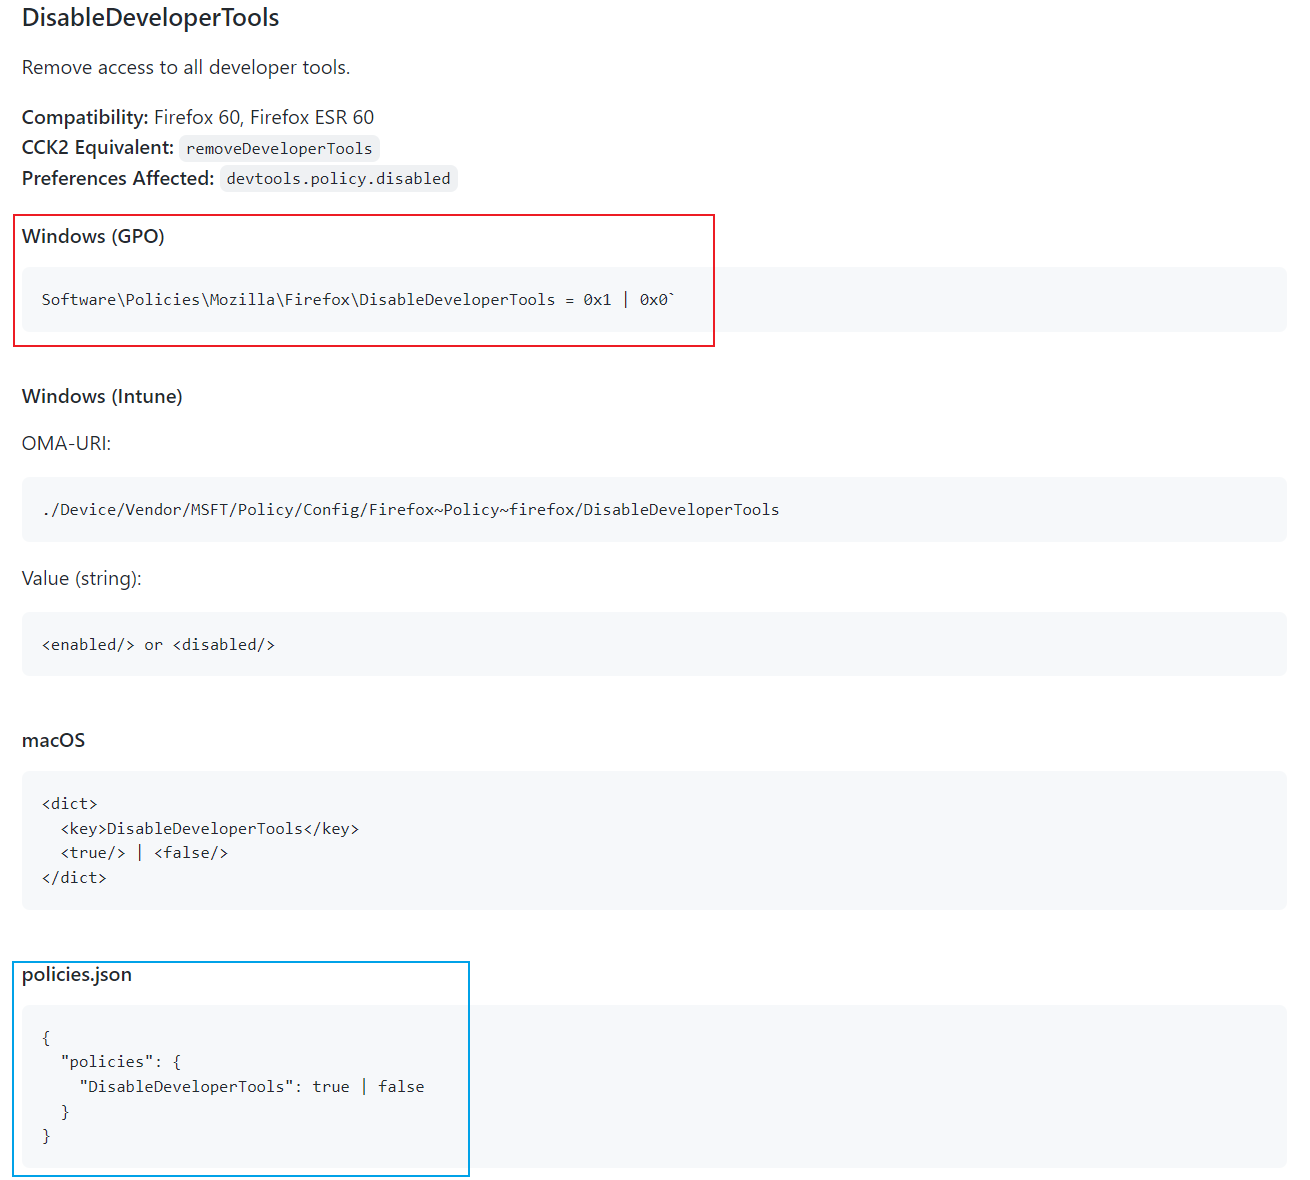 DisableDeveloperTools
Remove access to all developer tools.
Compatibility: Firefox 60, Firefox ESR 60
CCK2 Equivalent: removeDeveloperTools
Preferences Affected: devtools.policy.disabled
Windows (GPO)
Software\Policies\Mozilla\Firefox\DisableDeveloperTools = 0x1 | 0x0`
Windows (Intune)
OMA-URI:
./Device/Vendor/MSFT/Policy/Config/Firefox~Policy~firefox/DisableDeveloperTools
Value (string):
<enabled/> or <disabled/>
macOS
<dict>
  <key>DisableDeveloperTools</key>
  <true/> | <false/>
</dict>
policies.json
{
  "policies": {
    "DisableDeveloperTools": true | false
  }
}